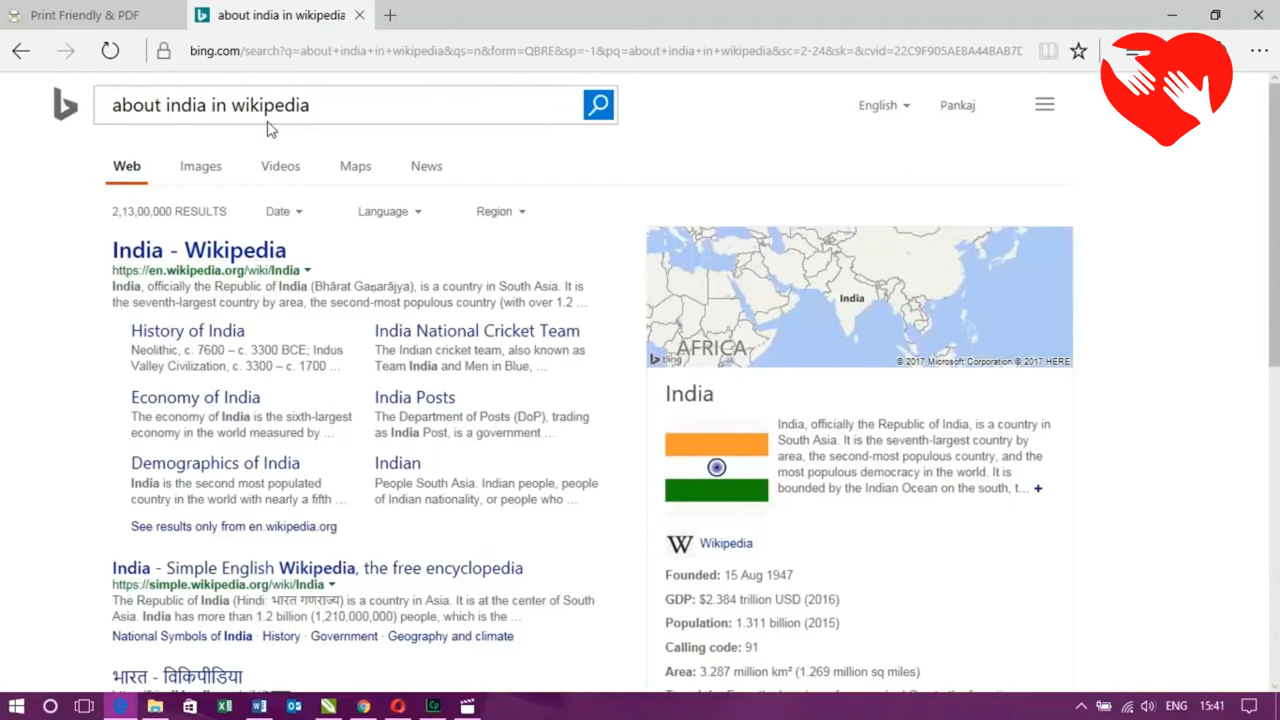 Print Friendly & PDF
about india in wikipedia
bing.com/search?q=about+india+in+wikipedia&qs=n&form=QBRE&sp=-1&pq=about+india+in+wikipedia&sc=2-24&sk=&cvid=22C9F905AE8A44BAB7D
about india in wikipedia
English
Pankaj
Web Images Videos Maps News
2,13,00,000 RESULTS Date Language Region
India - Wikipedia
https://en.wikipedia.org/wiki/India
India, officially the Republic of India (Bhārat Gaṇarājya), is a country in South Asia. It is
the seventh-largest country by area, the second-most populous country (with over 1.2 ...
History of India
Neolithic, c. 7600 – c. 3300 BCE; Indus
Valley Civilization, c. 3300 – c. 1700 ...
India National Cricket Team
The Indian cricket team, also known as
Team India and Men in Blue, ...
Economy of India
The economy of India is the sixth-largest
economy in the world measured by ...
India Posts
The Department of Posts (DoP), trading
as India Post, is a government ...
Demographics of India
India is the second most populated
country in the world with nearly a fifth ...
Indian
People South Asia. Indian people, people
of Indian nationality, or people who ...
See results only from en.wikipedia.org
India - Simple English Wikipedia, the free encyclopedia
https://simple.wikipedia.org/wiki/India
The Republic of India (Hindi: भारत गणराज्य) is a country in Asia. It is at the center of South
Asia. India has more than 1.2 billion (1,210,000,000) people, which is the ...
National Symbols of India · History · Government · Geography and climate
भारत - विकिपीडिया
India
AFRICA
bing
© 2017 Microsoft Corporation © 2017 HERE
India
India, officially the Republic of India, is a country in
South Asia. It is the seventh-largest country by
area, the second-most populous country, and the
most populous democracy in the world. It is
bounded by the Indian Ocean on the south, t... +
W Wikipedia
Founded: 15 Aug 1947
GDP: $2.384 trillion USD (2016)
Population: 1.311 billion (2015)
Calling code: 91
Area: 3.287 million km² (1.269 million sq miles)
ENG 15:41